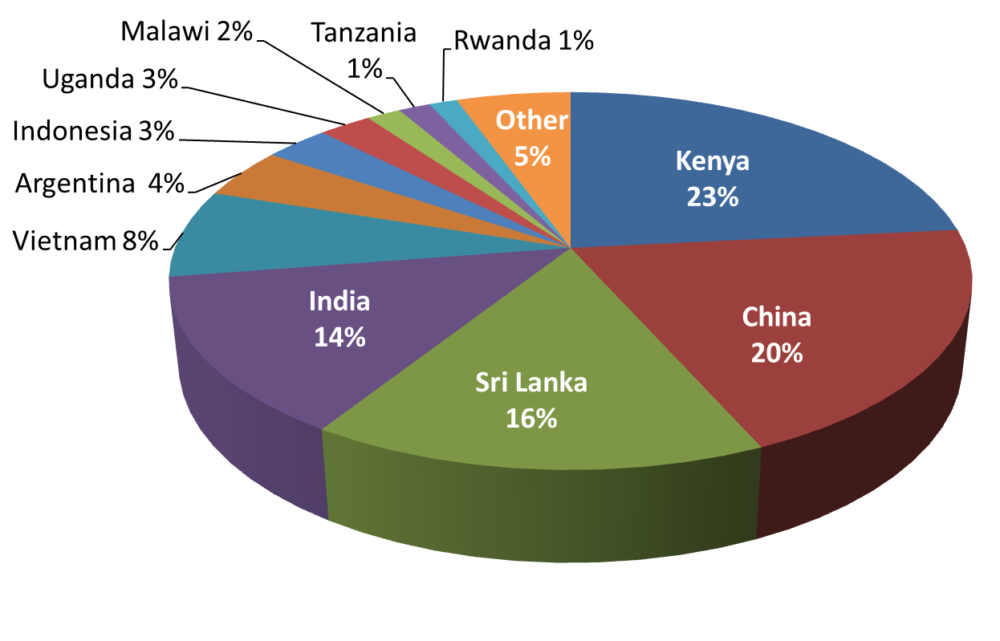 Malawi 2%
Tanzania
1%
Rwanda 1%
Uganda 3%
Indonesia 3%
Argentina  4%
Vietnam 8%
Other
5%
Kenya
23%
China
20%
Sri Lanka
16%
India
14%